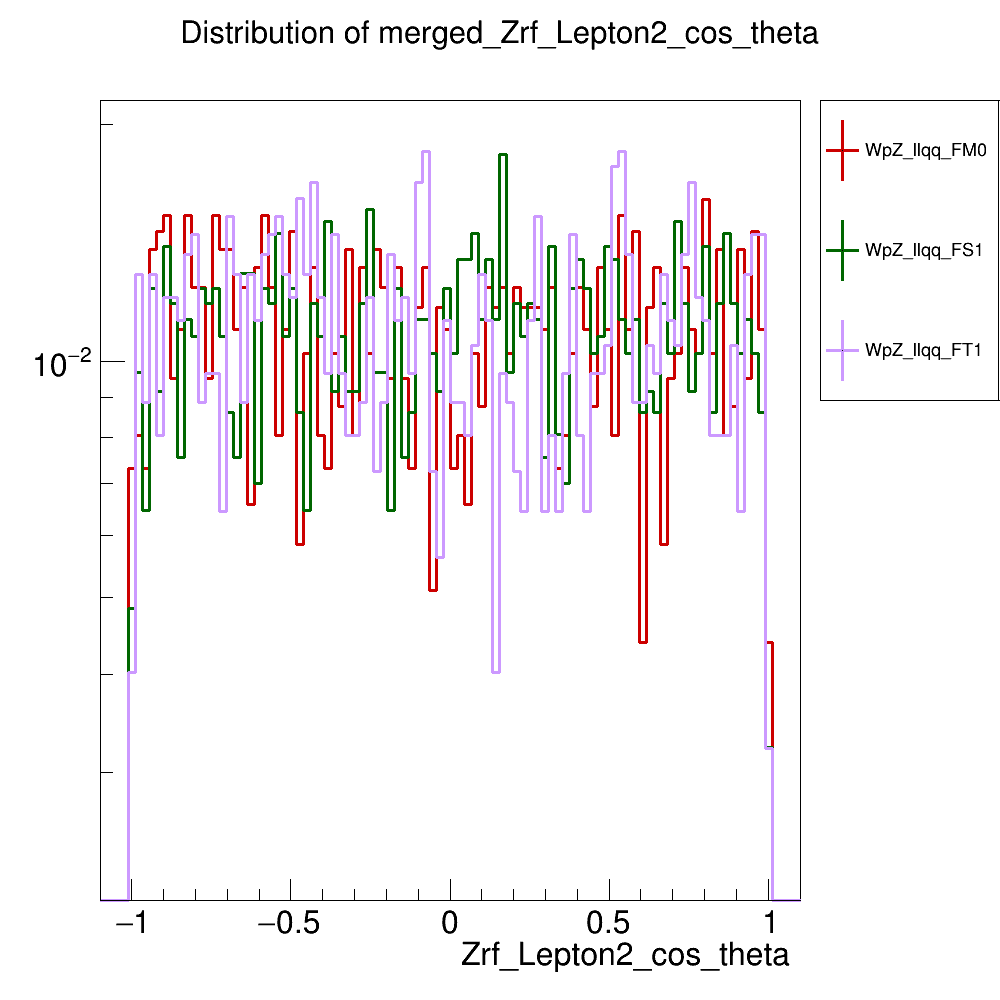 Distribution of merged_Zrf_Lepton2_cos_theta
WpZ_llqq_FM0
WpZ_llqq_FS1
WpZ_llqq_FT1
10−2
−1 −0.5 0 0.5 1
Zrf_Lepton2_cos_theta